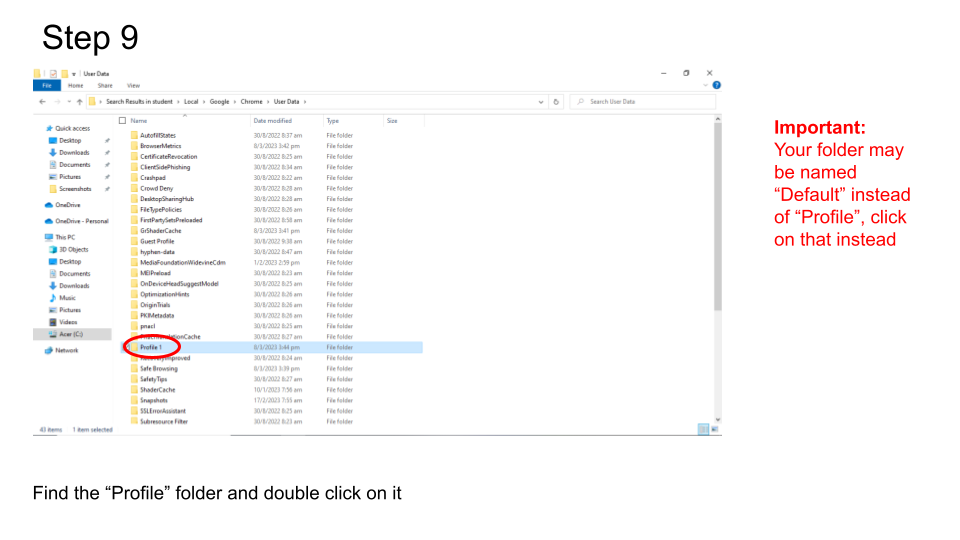 Step 9
User Data
File Home Share View
Search Results in student › Local › Google › Chrome › User Data ›
Search User Data
Name Date modified Type Size
Quick access
Desktop
Downloads
Documents
Pictures
Screenshots
OneDrive
OneDrive - Personal
This PC
3D Objects
Desktop
Documents
Downloads
Music
Pictures
Videos
Acer (C:)
Network
AutofillStates 30/8/2022 8:37 am File folder
BrowserMetrics 8/3/2023 3:42 pm File folder
CertificateRevocation 30/8/2022 8:25 am File folder
ClientSidePhishing 30/8/2022 8:34 am File folder
Crashpad 30/8/2022 8:22 am File folder
Crowd Deny 30/8/2022 8:28 am File folder
DesktopSharingHub 30/8/2022 8:28 am File folder
FileTypePolicies 30/8/2022 8:26 am File folder
FirstPartySetsPreloaded 30/8/2022 8:58 am File folder
GrShaderCache 8/3/2023 3:41 pm File folder
Guest Profile 30/8/2022 9:38 am File folder
hyphen-data 30/8/2022 8:47 am File folder
MediaFoundationWidevineCdm 1/2/2023 2:59 pm File folder
MEIPreload 30/8/2022 8:23 am File folder
OnDeviceHeadSuggestModel 30/8/2022 8:25 am File folder
OptimizationHints 30/8/2022 8:26 am File folder
OriginTrials 30/8/2022 8:26 am File folder
PKIMetadata 30/8/2022 8:32 am File folder
pnacl 30/8/2022 8:25 am File folder
30/8/2022 8:27 am File folder
Profile 1 8/3/2023 3:44 pm File folder
30/8/2022 8:24 am File folder
Safe Browsing 8/3/2023 3:39 pm File folder
SafetyTips 30/8/2022 8:27 am File folder
ShaderCache 10/1/2023 7:56 am File folder
Snapshots 17/2/2023 7:55 am File folder
SSLErrorAssistant 30/8/2022 8:25 am File folder
Subresource Filter 30/8/2022 8:23 am File folder
43 items 1 item selected
Important:
Your folder may
be named
“Default” instead
of “Profile”, click
on that instead
Find the “Profile” folder and double click on it